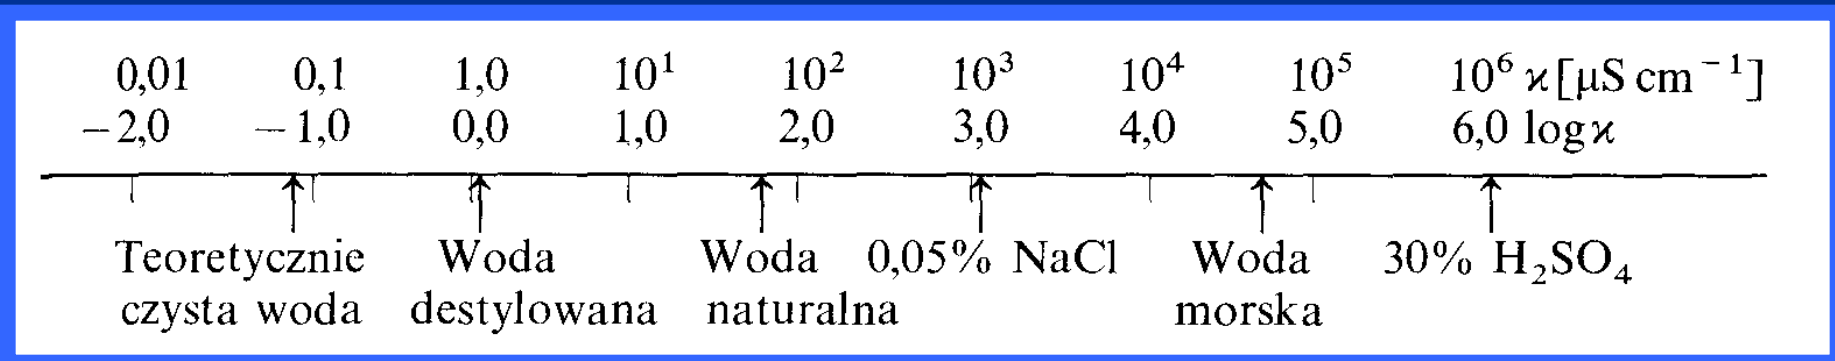 0,01 0,1 1,0 10¹ 10² 10³ 10⁴ 10⁵ 10⁶ ϰ[μS cm⁻¹]
−2,0 −1,0 0,0 1,0 2,0 3,0 4,0 5,0 6,0 logϰ
Teoretycznie Woda Woda 0,05% NaCl Woda 30% H₂SO₄
czysta woda destylowana naturalna morska